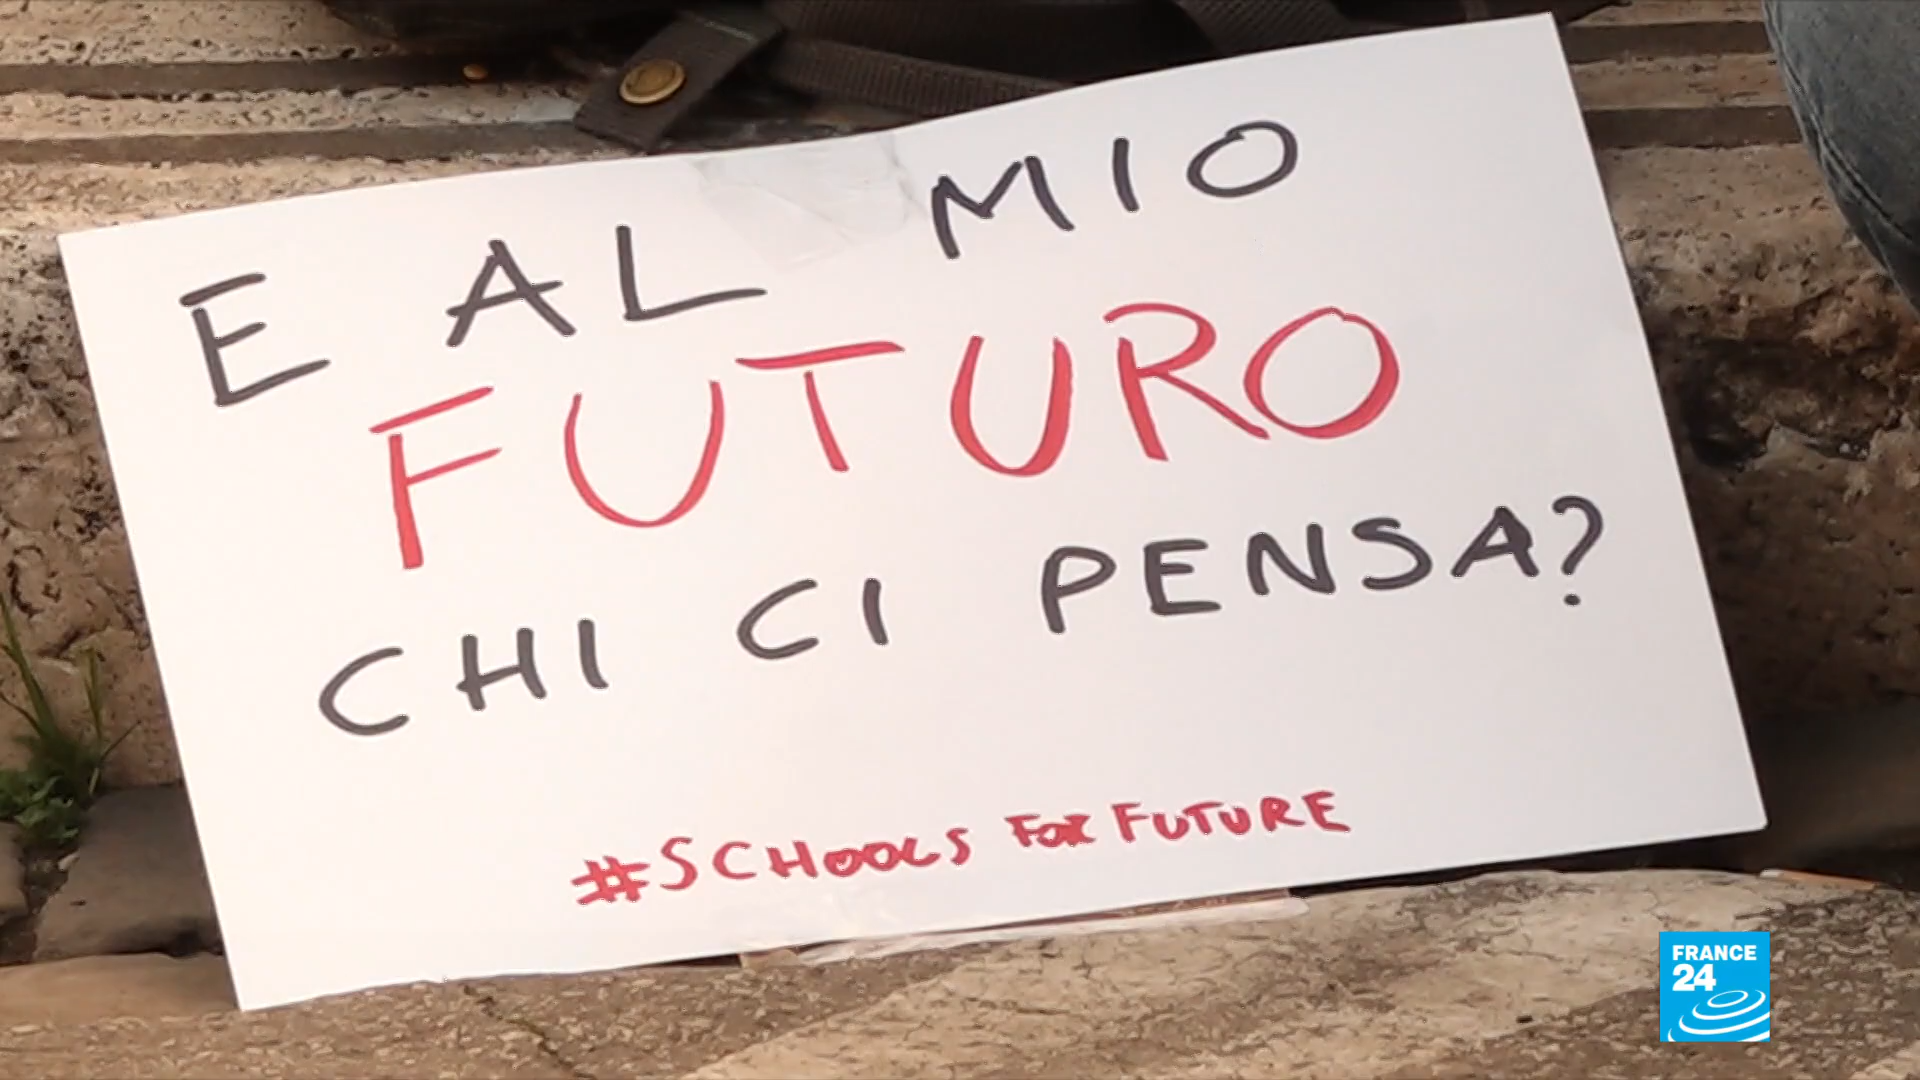 E AL MIO
FUTURO
CHI CI PENSA?
#SCHOOLS FOR FUTURE
FRANCE
24